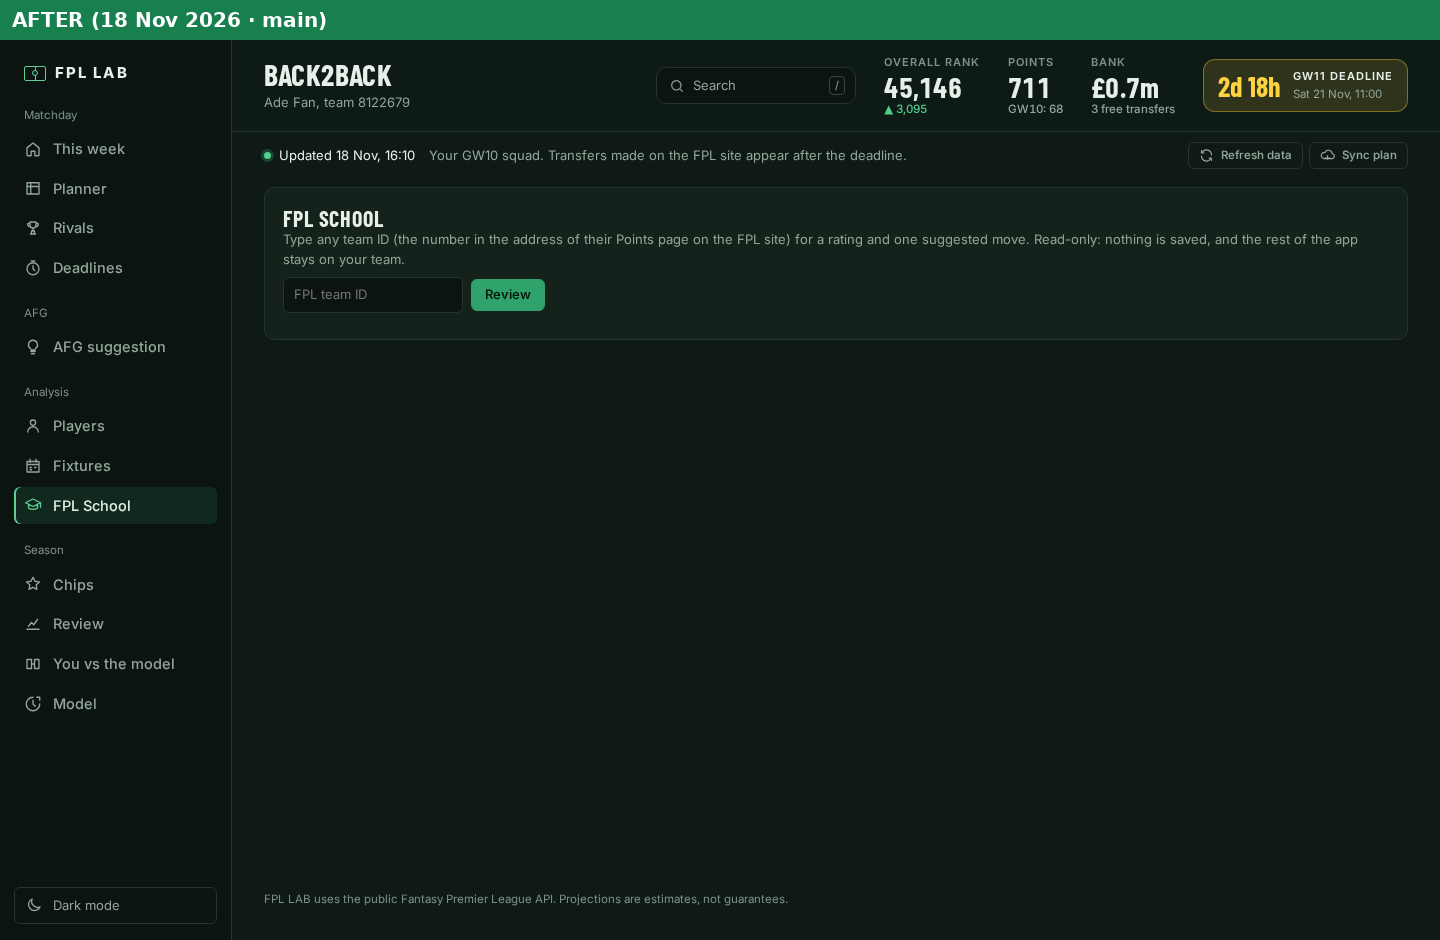 AFTER (18 Nov 2026 · main)
FPL LAB
Matchday
This week
Planner
Rivals
Deadlines
AFG
AFG suggestion
Analysis
Players
Fixtures
FPL School
Season
Chips
Review
You vs the model
Model
Dark mode
BACK2BACK
Ade Fan, team 8122679
Search /
OVERALL RANK
45,146
▲ 3,095
POINTS
711
GW10: 68
BANK
£0.7m
3 free transfers
2d 18h
GW11 DEADLINE
Sat 21 Nov, 11:00
Updated 18 Nov, 16:10 Your GW10 squad. Transfers made on the FPL site appear after the deadline.
Refresh data
Sync plan
FPL SCHOOL
Type any team ID (the number in the address of their Points page on the FPL site) for a rating and one suggested move. Read-only: nothing is saved, and the rest of the app
stays on your team.
FPL team ID
Review
FPL LAB uses the public Fantasy Premier League API. Projections are estimates, not guarantees.